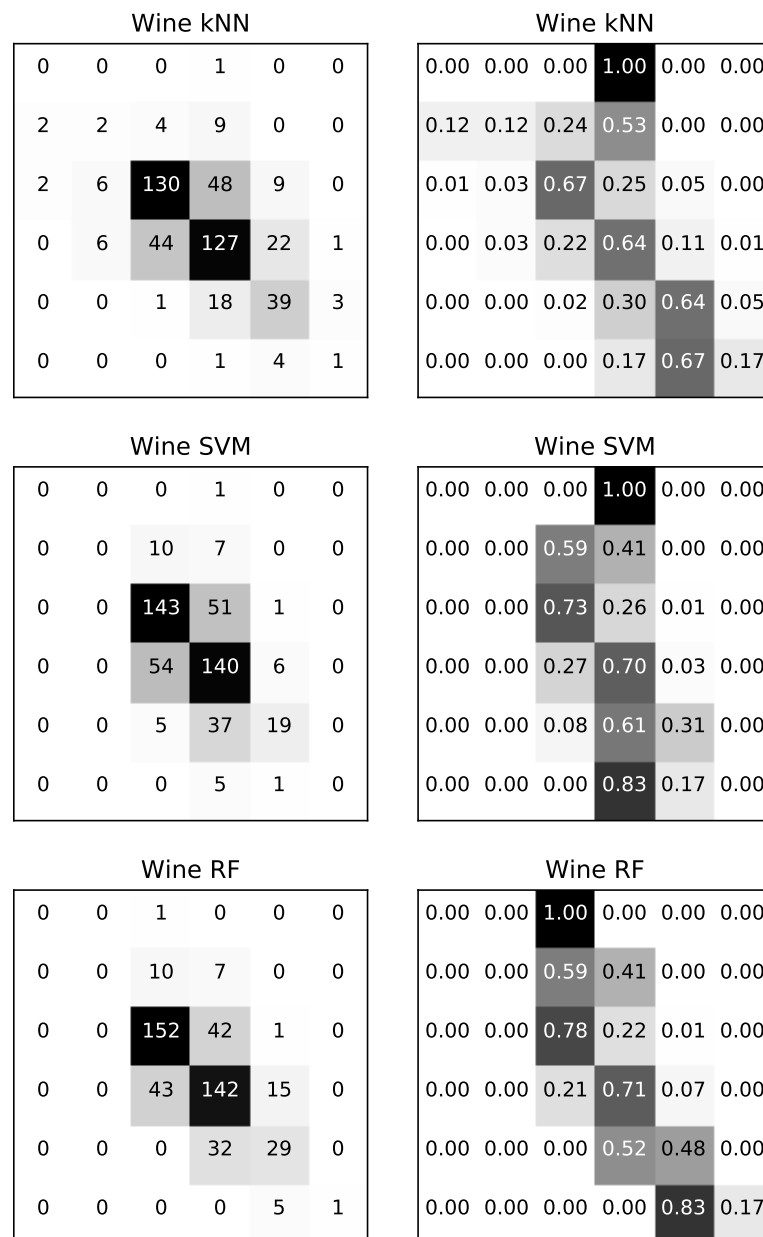 Wine kNN Wine kNN
0 0 0 1 0 0 0.00 0.00 0.00 1.00 0.00 0.00
2 2 4 9 0 0 0.12 0.12 0.24 0.53 0.00 0.00
2 6 130 48 9 0 0.01 0.03 0.67 0.25 0.05 0.00
0 6 44 127 22 1 0.00 0.03 0.22 0.64 0.11 0.01
0 0 1 18 39 3 0.00 0.00 0.02 0.30 0.64 0.05
0 0 0 1 4 1 0.00 0.00 0.00 0.17 0.67 0.17
Wine SVM Wine SVM
0 0 0 1 0 0 0.00 0.00 0.00 1.00 0.00 0.00
0 0 10 7 0 0 0.00 0.00 0.59 0.41 0.00 0.00
0 0 143 51 1 0 0.00 0.00 0.73 0.26 0.01 0.00
0 0 54 140 6 0 0.00 0.00 0.27 0.70 0.03 0.00
0 0 5 37 19 0 0.00 0.00 0.08 0.61 0.31 0.00
0 0 0 5 1 0 0.00 0.00 0.00 0.83 0.17 0.00
Wine RF Wine RF
0 0 1 0 0 0 0.00 0.00 1.00 0.00 0.00 0.00
0 0 10 7 0 0 0.00 0.00 0.59 0.41 0.00 0.00
0 0 152 42 1 0 0.00 0.00 0.78 0.22 0.01 0.00
0 0 43 142 15 0 0.00 0.00 0.21 0.71 0.07 0.00
0 0 0 32 29 0 0.00 0.00 0.00 0.52 0.48 0.00
0 0 0 0 5 1 0.00 0.00 0.00 0.00 0.83 0.17